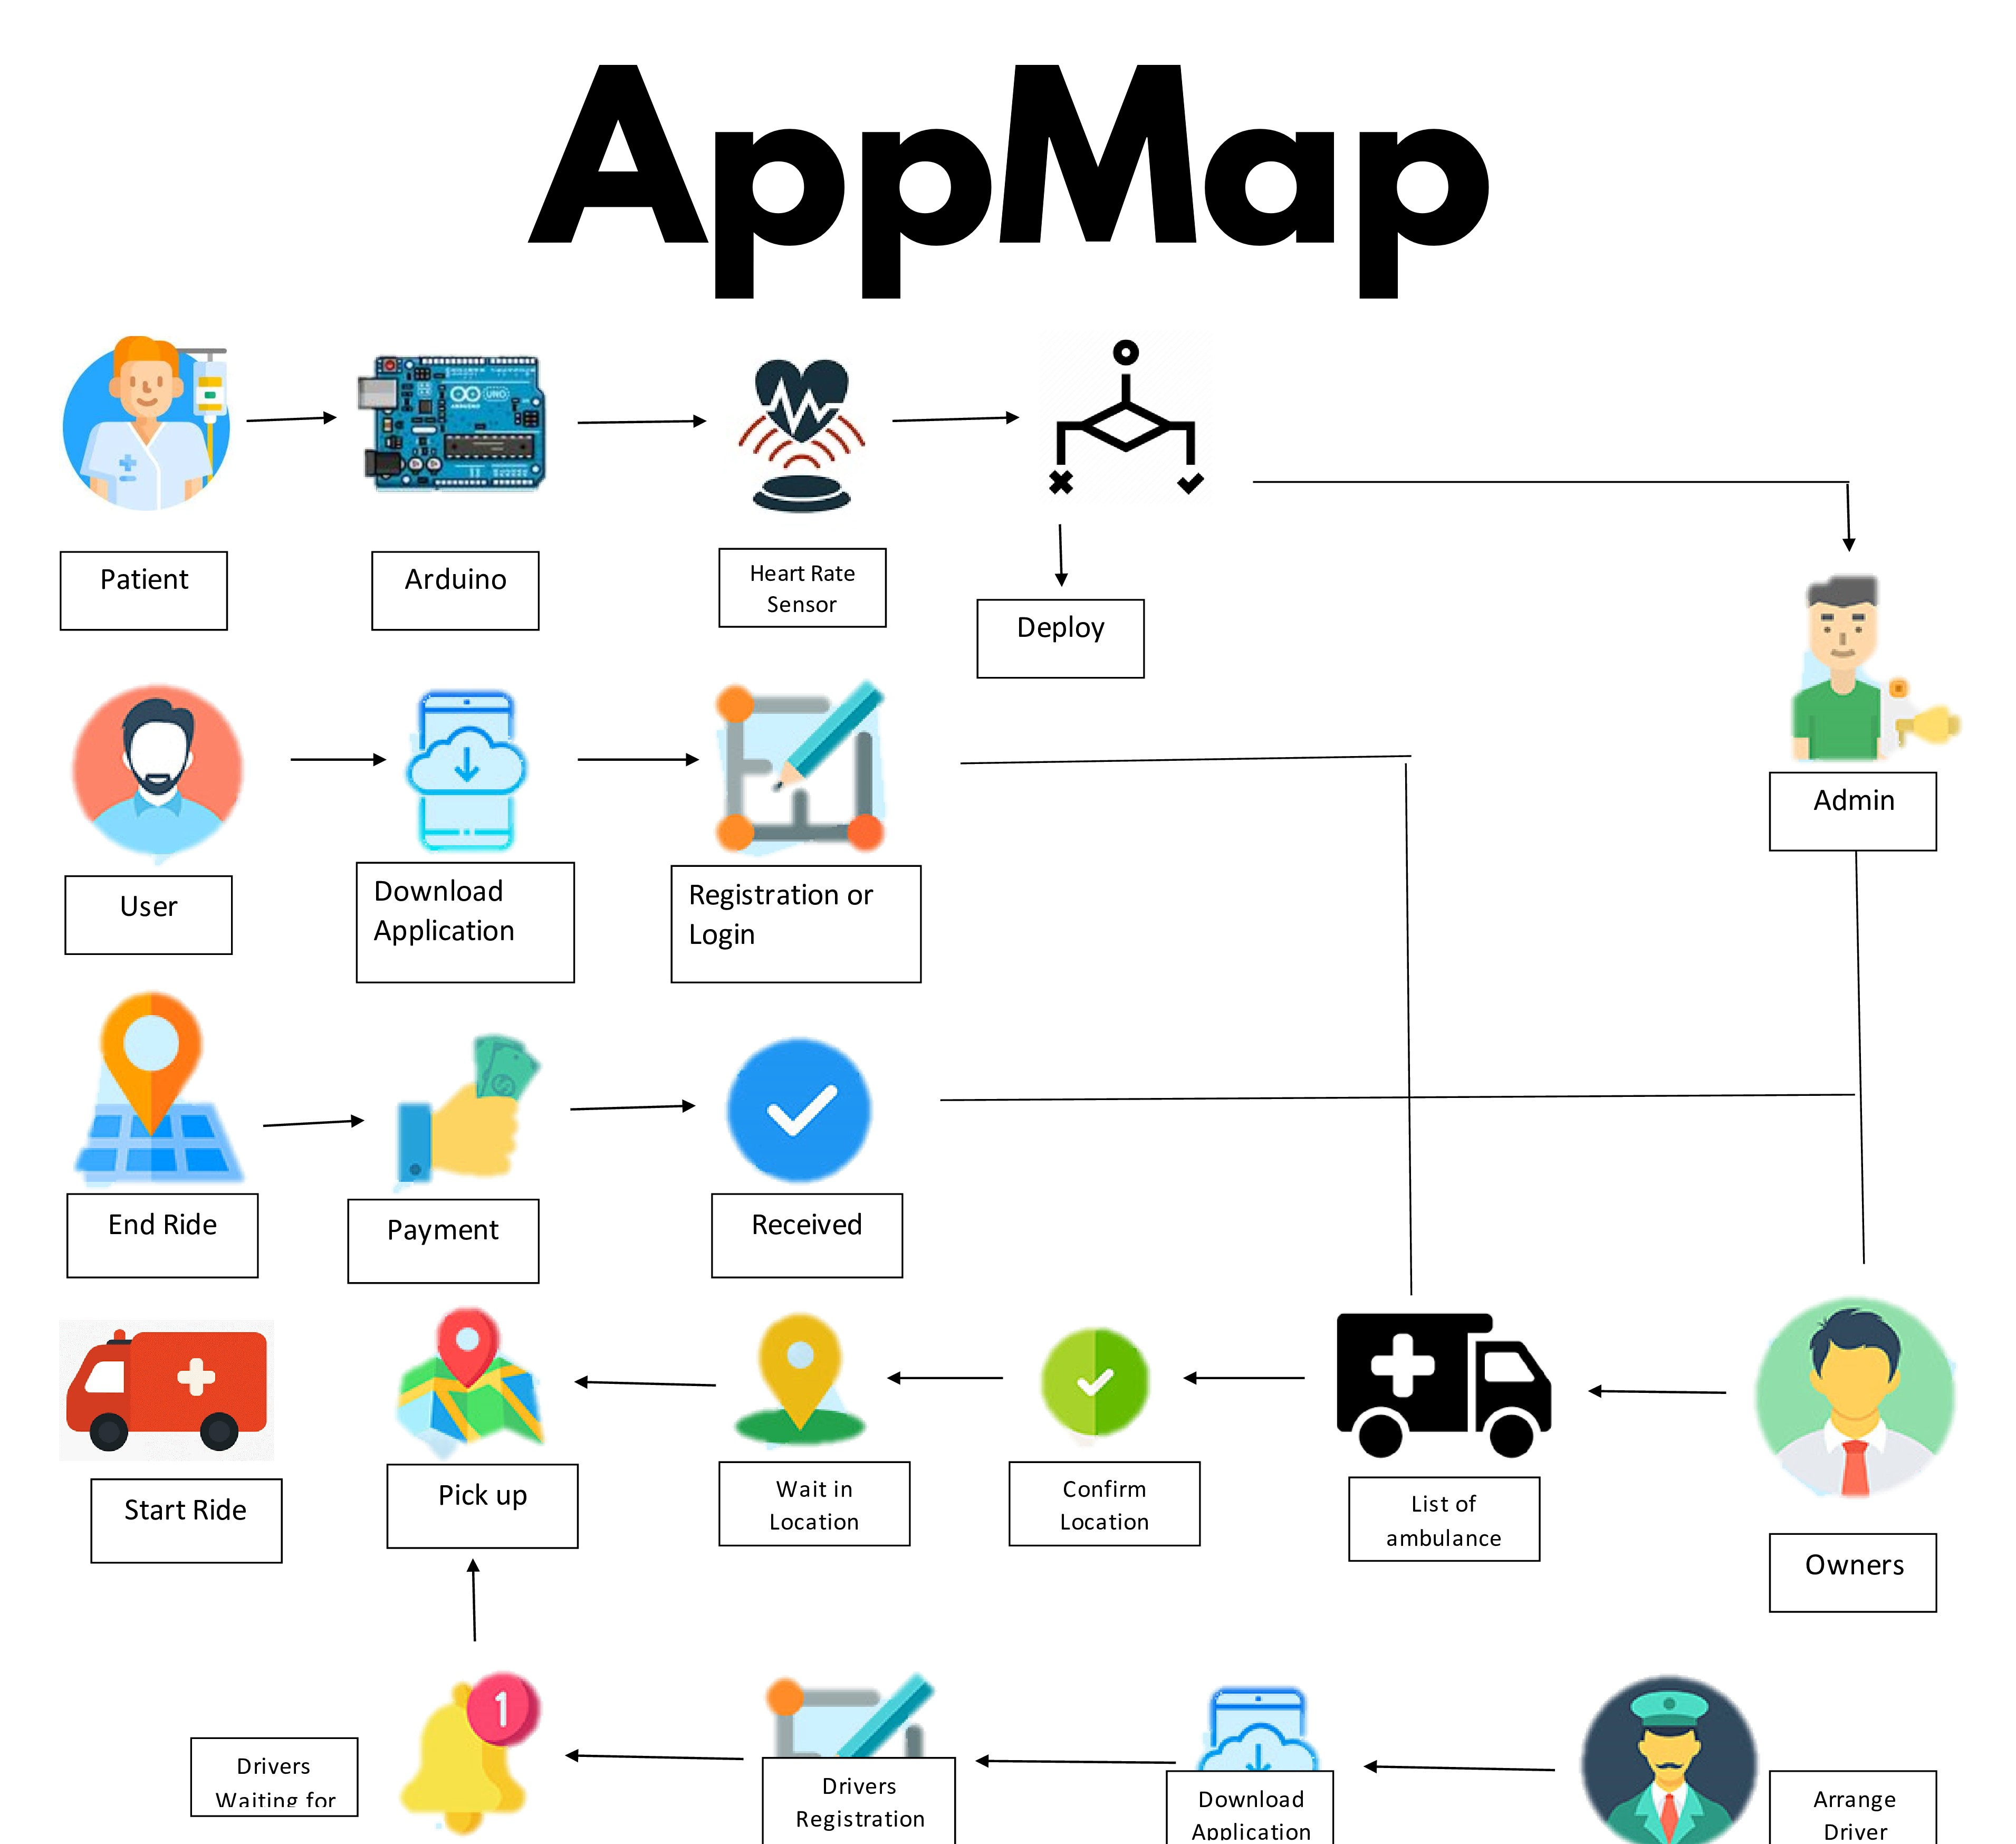 AppMap
Patient
Arduino
Heart Rate
Sensor
Deploy
User
Download
Application
Registration or
Login
Admin
End Ride
Payment
Received
Start Ride
Pick up
Wait in
Location
Confirm
Location
List of
ambulance
Owners
1
Drivers
Waiting for
Drivers
Registration
Download
Application
Arrange
Driver